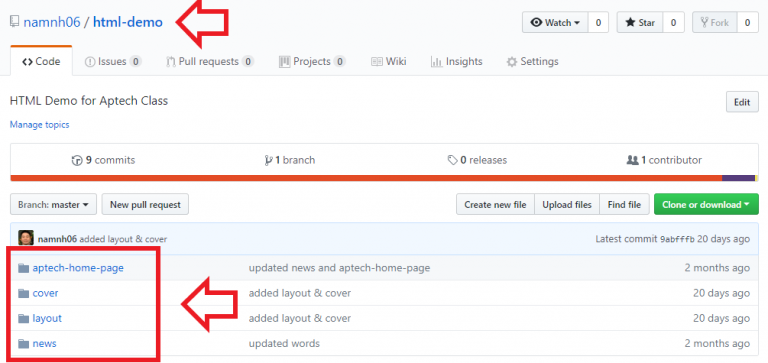 namnh06 / html-demo
Watch 0 Star 0 Fork 0
Code Issues 0 Pull requests 0 Projects 0 Wiki Insights Settings
HTML Demo for Aptech Class Edit
Manage topics
9 commits 1 branch 0 releases 1 contributor
Branch: master New pull request Create new file Upload files Find file Clone or download
namnh06 added layout & cover Latest commit 9abfffb 20 days ago
aptech-home-page updated news and aptech-home-page 2 months ago
cover added layout & cover 20 days ago
layout added layout & cover 20 days ago
news updated words 2 months ago